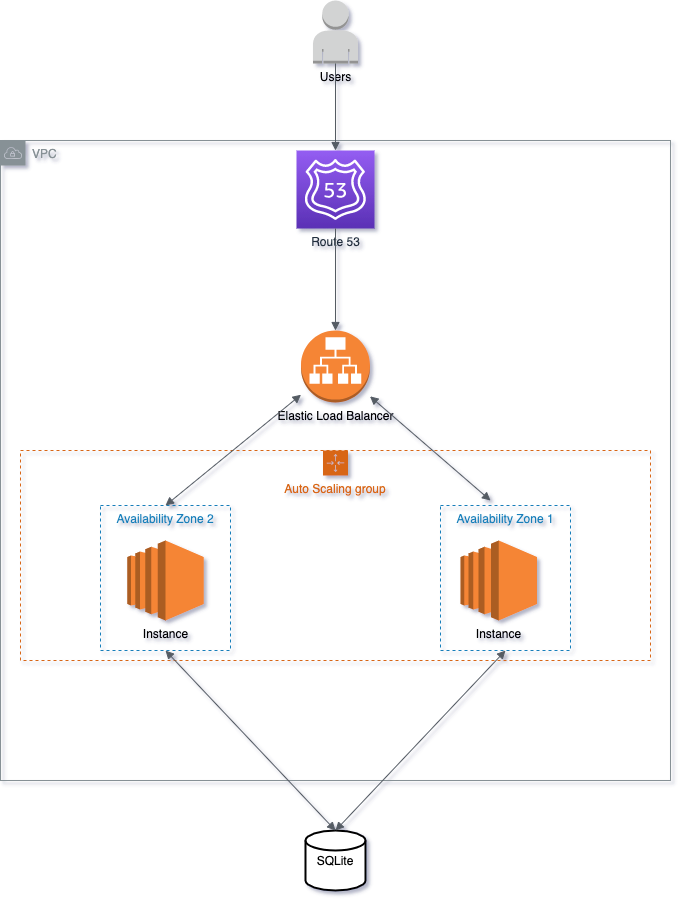 Users
VPC
53
Route 53
Elastic Load Balancer
Auto Scaling group
Availability Zone 2
Availability Zone 1
Instance
Instance
SQLite